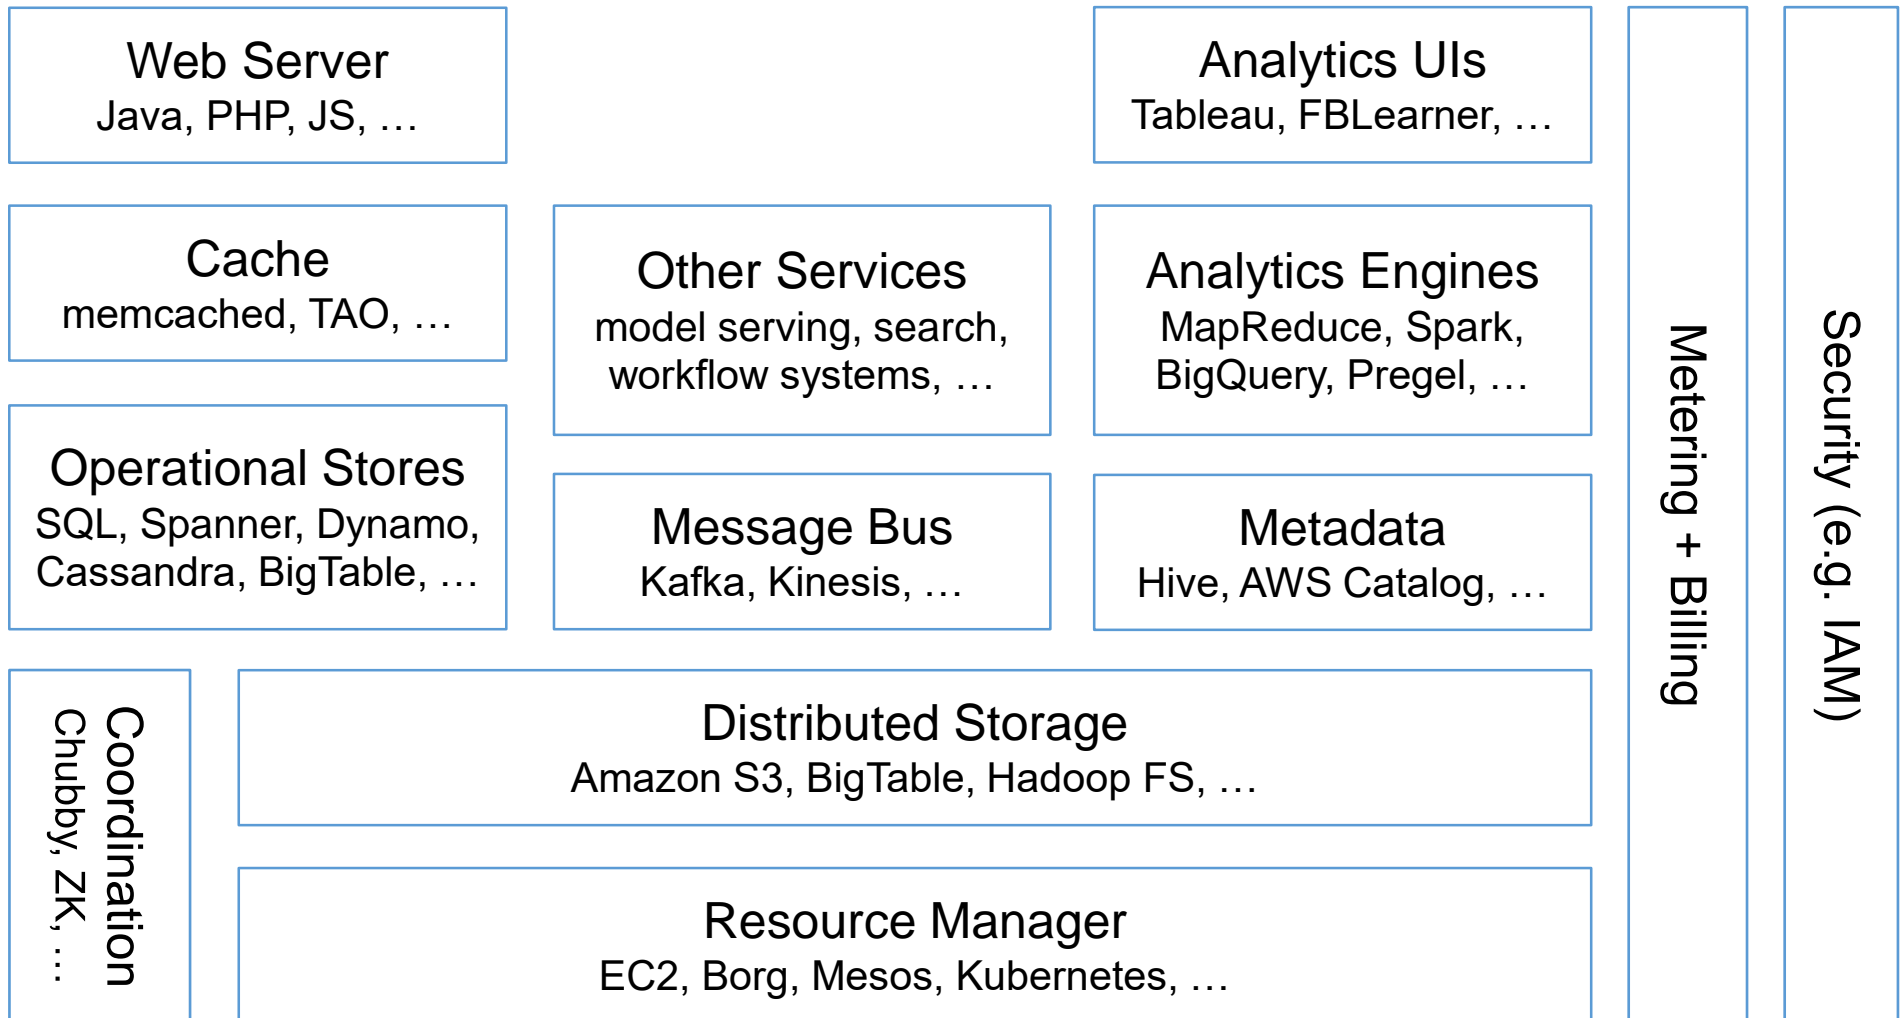 Web Server
Java, PHP, JS, …
Analytics UIs
Tableau, FBLearner, …
Cache
memcached, TAO, …
Other Services
model serving, search,
workflow systems, …
Analytics Engines
MapReduce, Spark,
BigQuery, Pregel, …
Operational Stores
SQL, Spanner, Dynamo,
Cassandra, BigTable, …
Message Bus
Kafka, Kinesis, …
Metadata
Hive, AWS Catalog, …
Coordination
Chubby, ZK, …
Distributed Storage
Amazon S3, BigTable, Hadoop FS, …
Resource Manager
EC2, Borg, Mesos, Kubernetes, …
Metering + Billing
Security (e.g. IAM)